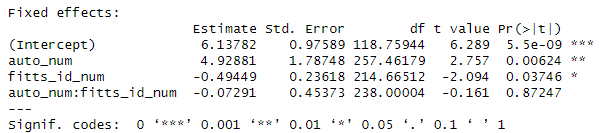 Fixed effects:
Estimate Std. Error df t value Pr(>|t|)
(Intercept) 6.13782 0.97589 118.75944 6.289 5.5e-09 ***
auto_num 4.92881 1.78748 257.46179 2.757 0.00624 **
fitts_id_num -0.49449 0.23618 214.66512 -2.094 0.03746 *
auto_num:fitts_id_num -0.07291 0.45373 238.00004 -0.161 0.87247
---
Signif. codes: 0 ‘***’ 0.001 ‘**’ 0.01 ‘*’ 0.05 ‘.’ 0.1 ‘ ’ 1